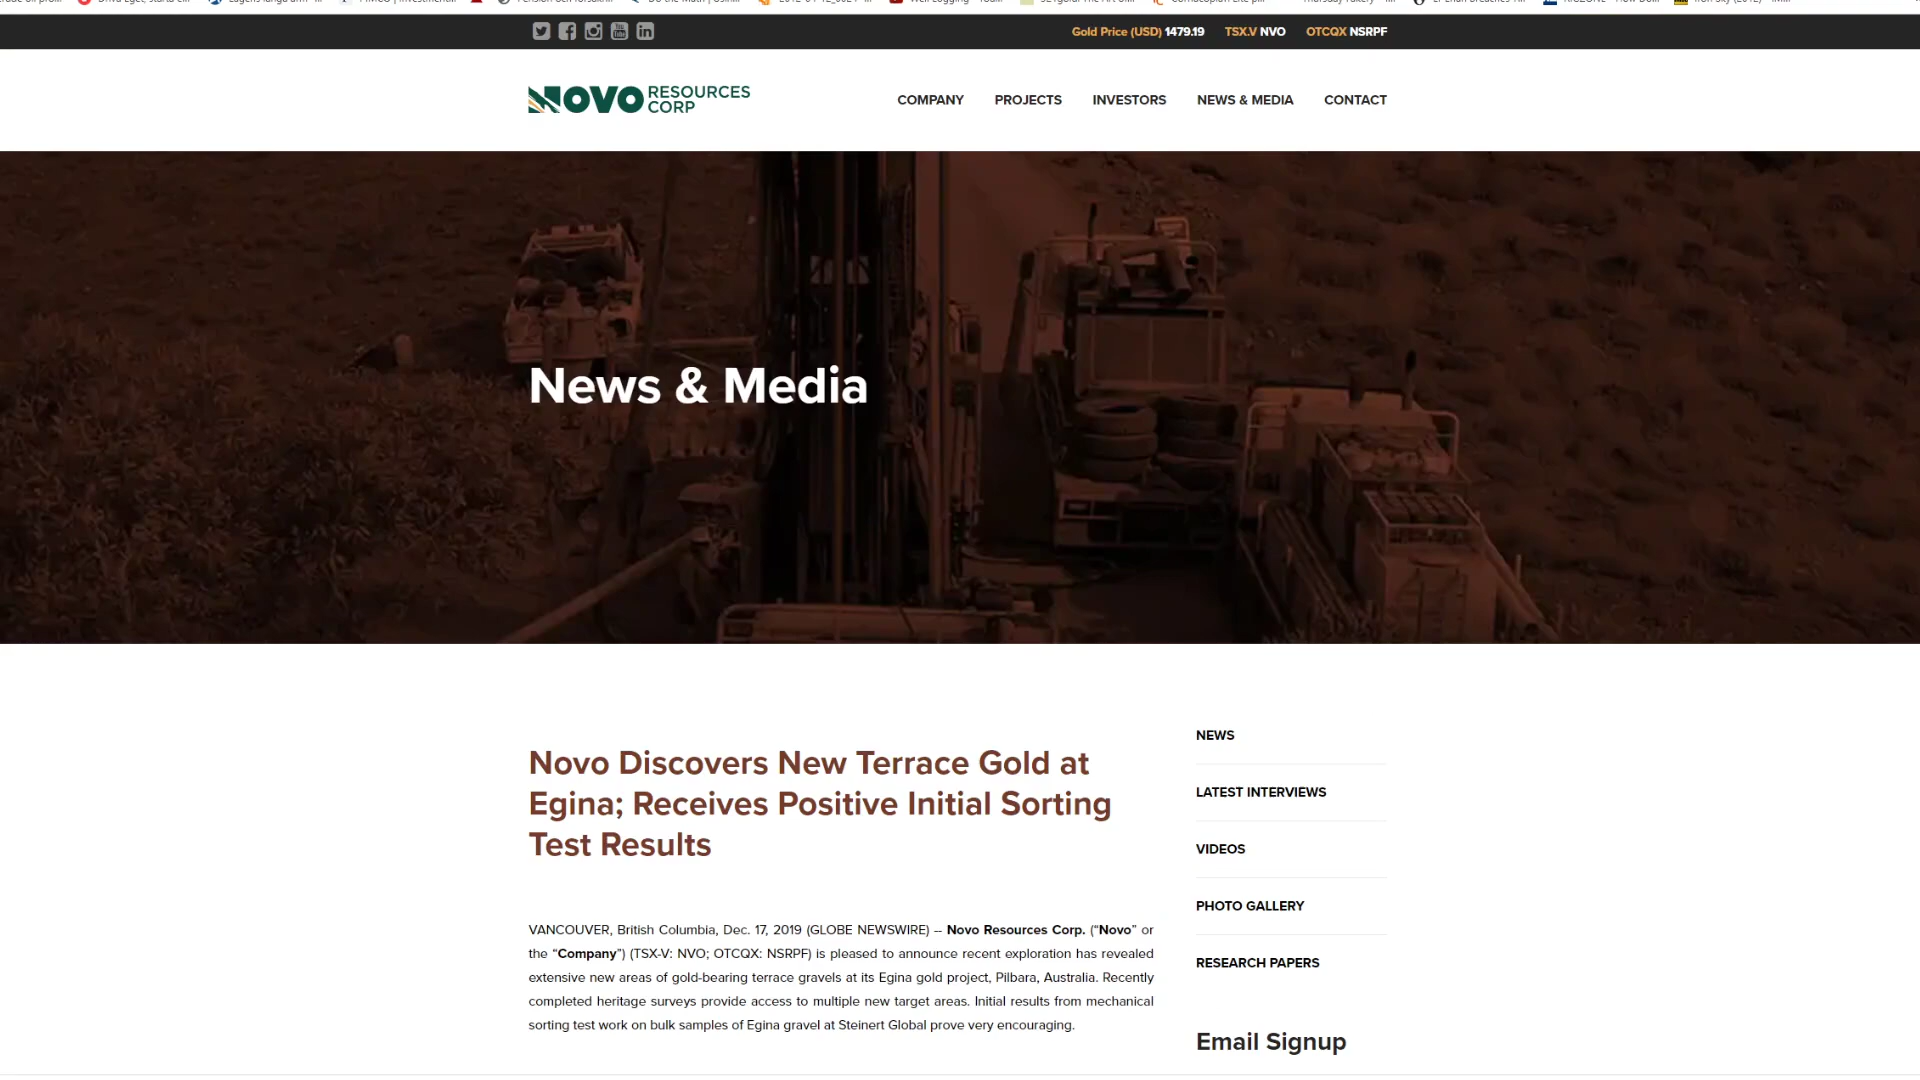 Gold Price (USD) 1479.19 TSX.V NVO OTCQX NSRPF
NOVO RESOURCES CORP
COMPANY PROJECTS INVESTORS NEWS & MEDIA CONTACT
News & Media
Novo Discovers New Terrace Gold at
Egina; Receives Positive Initial Sorting
Test Results
VANCOUVER, British Columbia, Dec. 17, 2019 (GLOBE NEWSWIRE) -- Novo Resources Corp. (“Novo” or
the “Company”) (TSX-V: NVO; OTCQX: NSRPF) is pleased to announce recent exploration has revealed
extensive new areas of gold-bearing terrace gravels at its Egina gold project, Pilbara, Australia. Recently
completed heritage surveys provide access to multiple new target areas. Initial results from mechanical
sorting test work on bulk samples of Egina gravel at Steinert Global prove very encouraging.
NEWS
LATEST INTERVIEWS
VIDEOS
PHOTO GALLERY
RESEARCH PAPERS
Email Signup